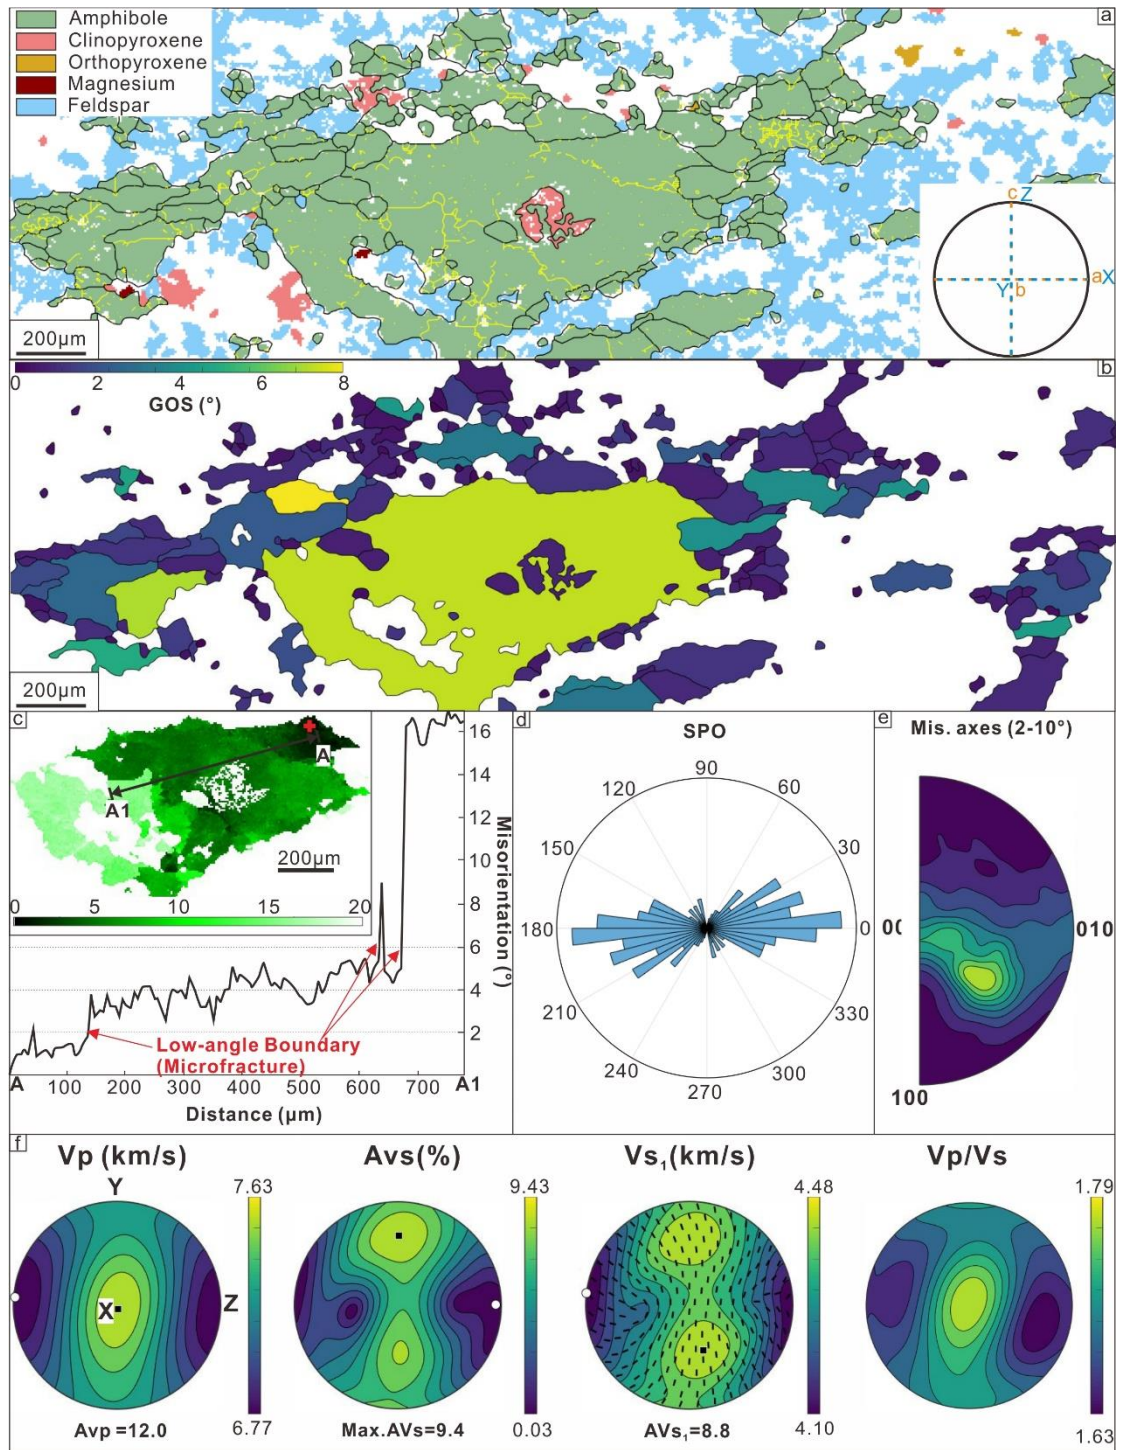 Amphibole
Clinopyroxene
Orthopyroxene
Magnesium
Feldspar
a
c Z
a X
Y b
200μm
b
0 2 4 6 8
GOS (°)
200μm
c
A
A1
200μm
0 5 10 15 20
16
14
12
10
8
6
4
2
Misorientation (°)
Low-angle Boundary
(Microfracture)
A 100 200 300 400 500 600 700 A1
Distance (μm)
d
SPO
90
120 60
150 30
180 0
210 330
240 300
270
e
Mis. axes (2-10°)
010
100
f
Vp (km/s)
Y
X
Z
7.63
6.77
Avp =12.0
Avs(%)
9.43
0.03
Max.AVs=9.4
Vs₁(km/s)
4.48
4.10
AVs₁=8.8
Vp/Vs
1.79
1.63